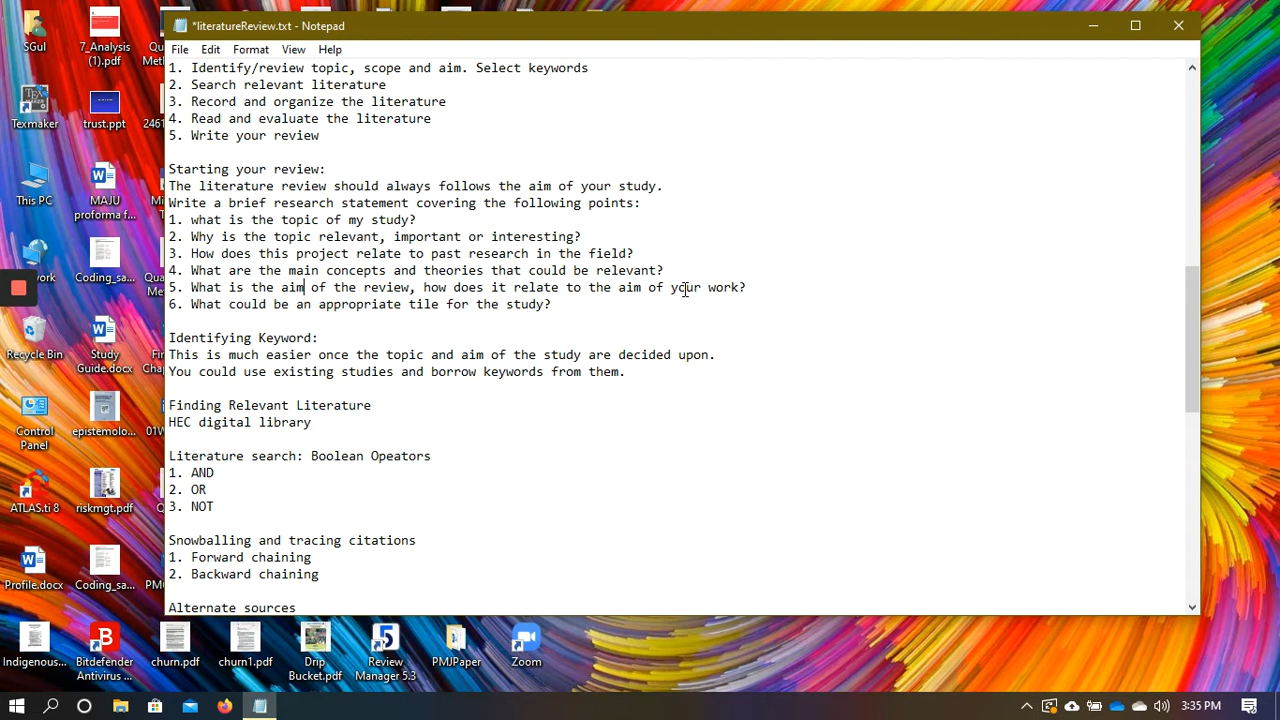 *literatureReview.txt - Notepad
File Edit Format View Help
1. Identify/review topic, scope and aim. Select keywords
2. Search relevant literature
3. Record and organize the literature
4. Read and evaluate the literature
5. Write your review
Starting your review:
The literature review should always follows the aim of your study.
Write a brief research statement covering the following points:
1. what is the topic of my study?
2. Why is the topic relevant, important or interesting?
3. How does this project relate to past research in the field?
4. What are the main concepts and theories that could be relevant?
5. What is the aim of the review, how does it relate to the aim of your work?
6. What could be an appropriate tile for the study?
Identifying Keyword:
This is much easier once the topic and aim of the study are decided upon.
You could use existing studies and borrow keywords from them.
Finding Relevant Literature
HEC digital library
Literature search: Boolean Opeators
1. AND
2. OR
3. NOT
Snowballing and tracing citations
1. Forward chaining
2. Backward chaining
Alternate sources
SGul
7_Analysis
(1).pdf
Texmaker
trust.ppt
This PC
MAJU
proforma f...
Coding_sa...
Recycle Bin
Study
Guide.docx
Control
Panel
epistemolo...
ATLAS.ti 8
riskmgt.pdf
Profile.docx
Coding_sa...
Indigenous...
Bitdefender
Antivirus ...
churn.pdf
churn1.pdf
Drip
Bucket.pdf
Review
Manager 5.3
PMJPaper
Zoom
3:35 PM